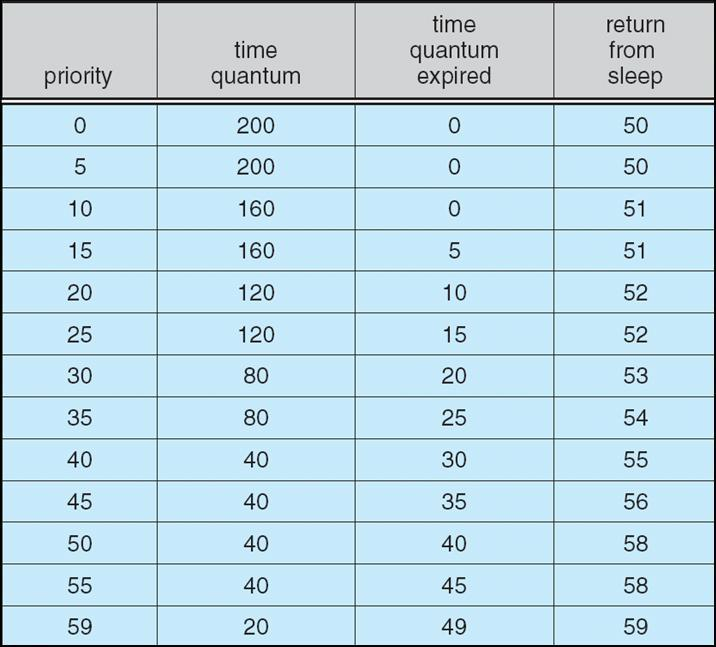 priority time quantum time quantum expired return from sleep
0 200 0 50
5 200 0 50
10 160 0 51
15 160 5 51
20 120 10 52
25 120 15 52
30 80 20 53
35 80 25 54
40 40 30 55
45 40 35 56
50 40 40 58
55 40 45 58
59 20 49 59